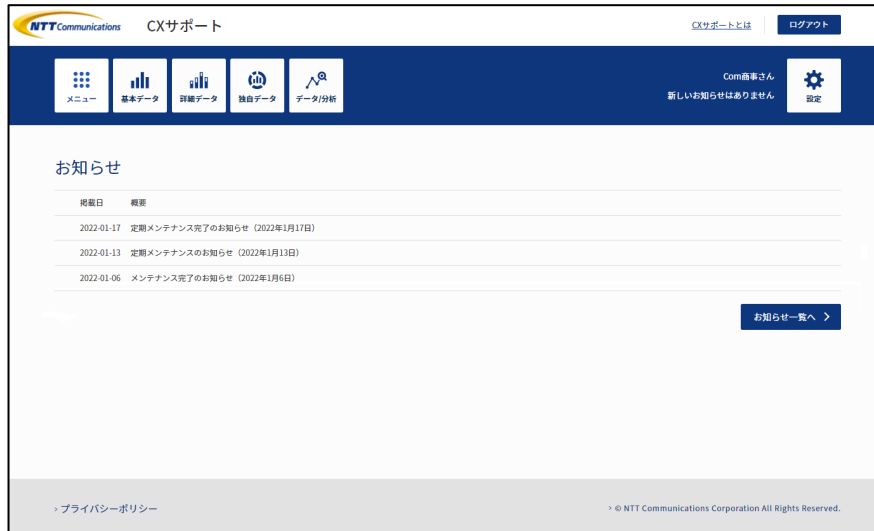 NTT Communications CXサポート CXサポートとは ログアウト
メニュー 基本データ 詳細データ 独自データ データ/分析
Com商事さん
新しいお知らせはありません
設定
お知らせ
掲載日 概要
2022-01-17 定期メンテナンス完了のお知らせ（2022年1月17日）
2022-01-13 定期メンテナンスのお知らせ（2022年1月13日）
2022-01-06 メンテナンス完了のお知らせ（2022年1月6日）
お知らせ一覧へ >
> プライバシーポリシー
> © NTT Communications Corporation All Rights Reserved.